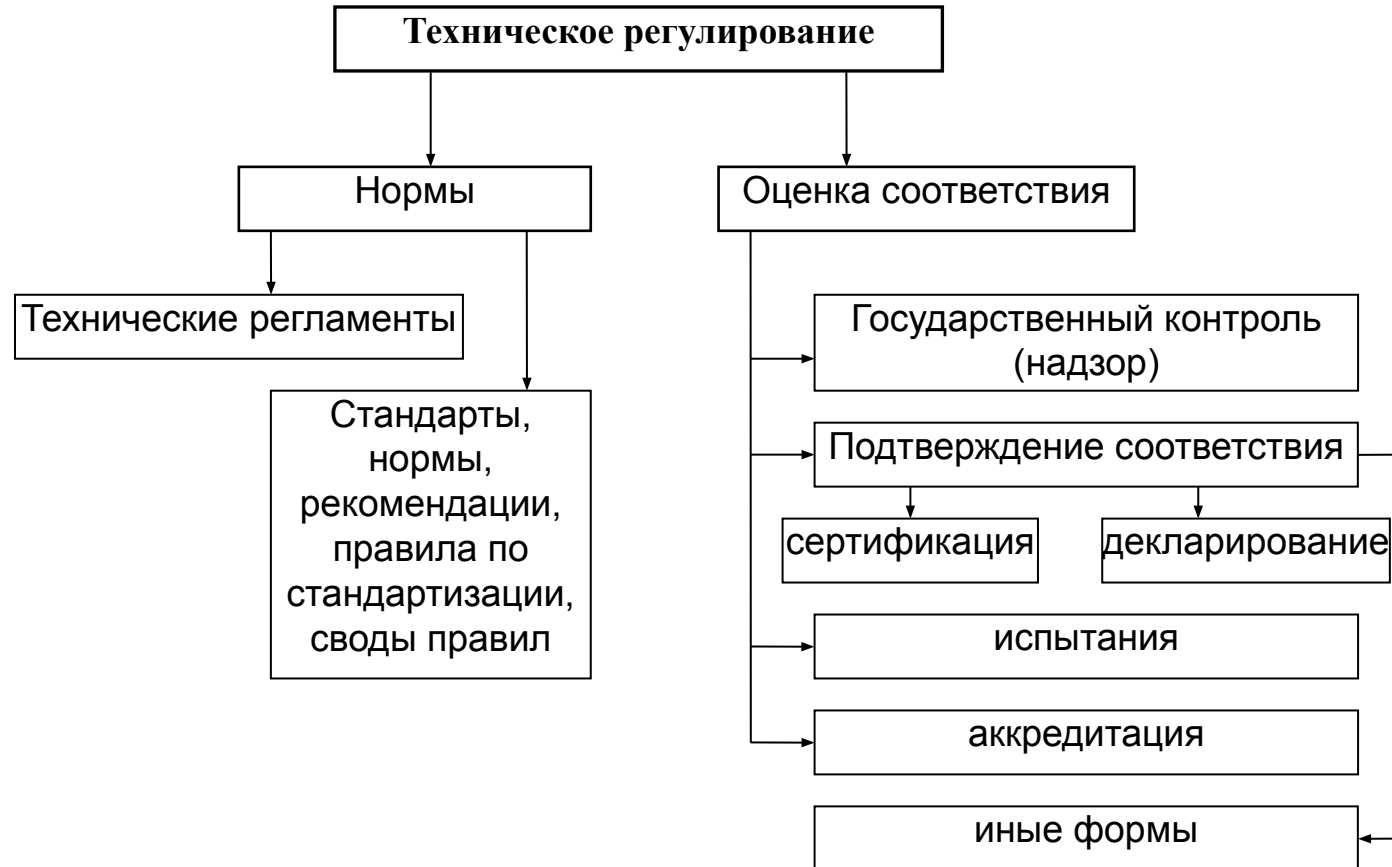 Техническое регулирование
Нормы
Оценка соответствия
Технические регламенты
Стандарты,
нормы,
рекомендации,
правила по
стандартизации,
своды правил
Государственный контроль
(надзор)
Подтверждение соответствия
сертификация
декларирование
испытания
аккредитация
иные формы